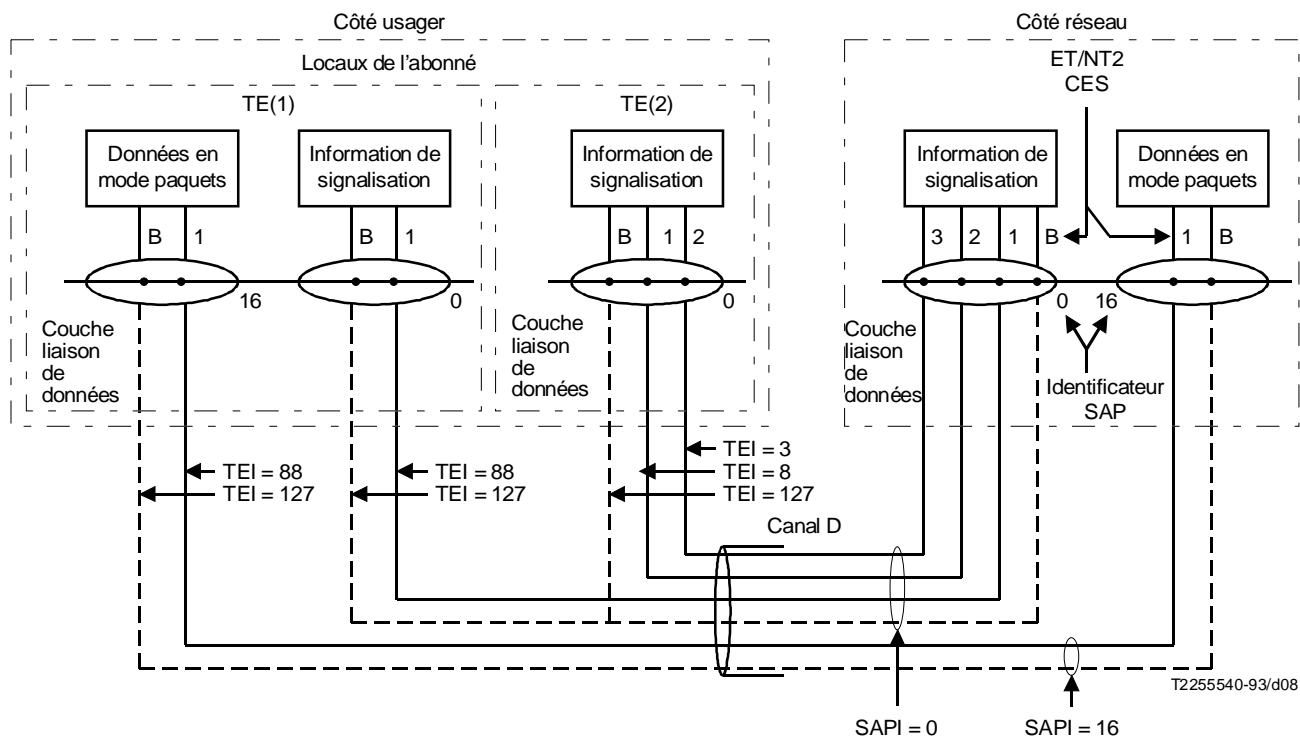 Côté usager
Côté réseau
Locaux de l'abonné
ET/NT2
CES
TE(1)
TE(2)
Données en
mode paquets
Information de
signalisation
Information de
signalisation
Information de
signalisation
Données en
mode paquets
B 1
B 1
B 1 2
3 2 1 B
1 B
16
0
0
0 16
Couche
liaison
de
données
Couche
liaison
de
données
Couche
liaison
de
données
Identificateur
SAP
TEI = 88
TEI = 127
TEI = 88
TEI = 127
TEI = 3
TEI = 8
TEI = 127
Canal D
T2255540-93/d08
SAPI = 0
SAPI = 16